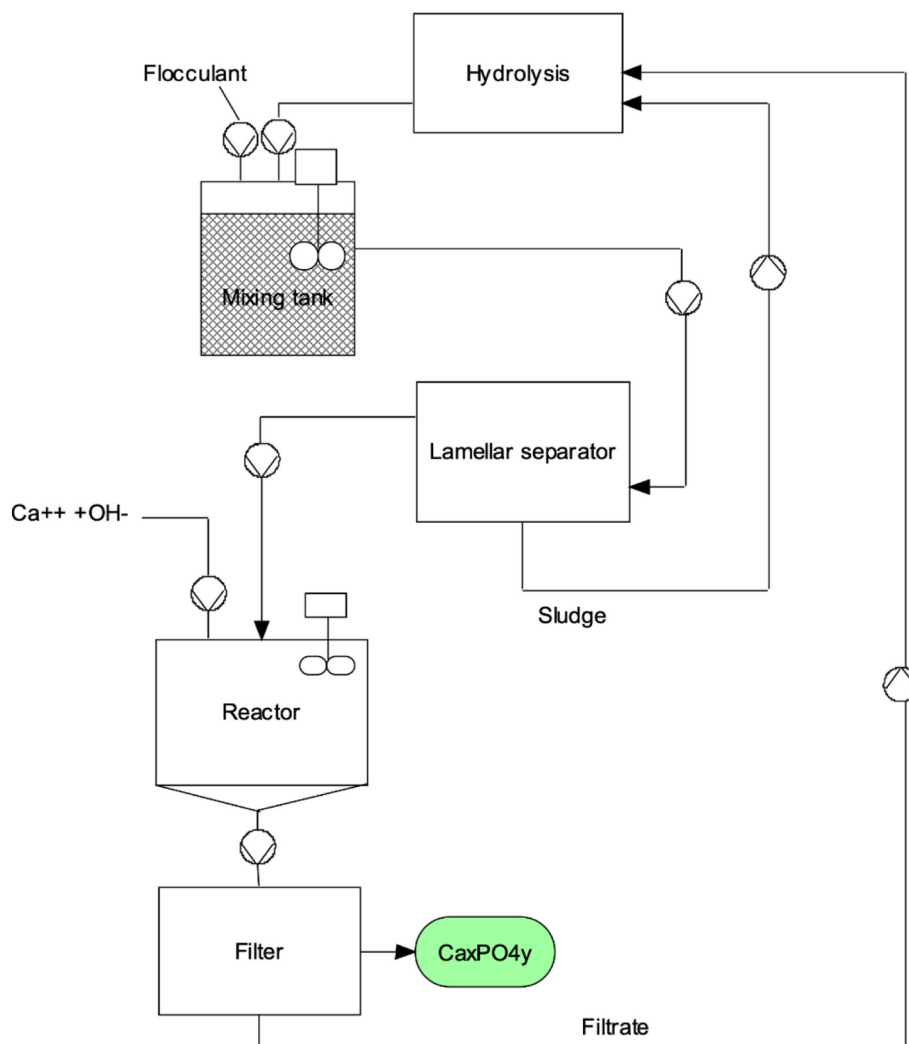 Hydrolysis
Flocculant
Mixing tank
Lamellar separator
Ca++ +OH-
Sludge
Reactor
Filter
CaxPO4y
Filtrate